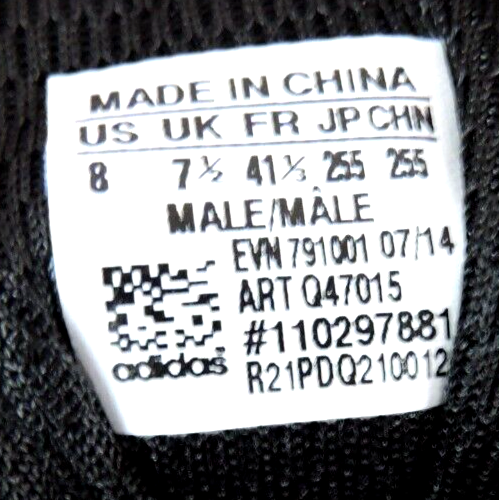 MADE IN CHINA
US UK FR JP CHN
8 7½ 41⅓ 255 255
MALE/MÂLE
EVN 791001 07/14
ART Q47015
#110297881
adidas
R21PDQ210012